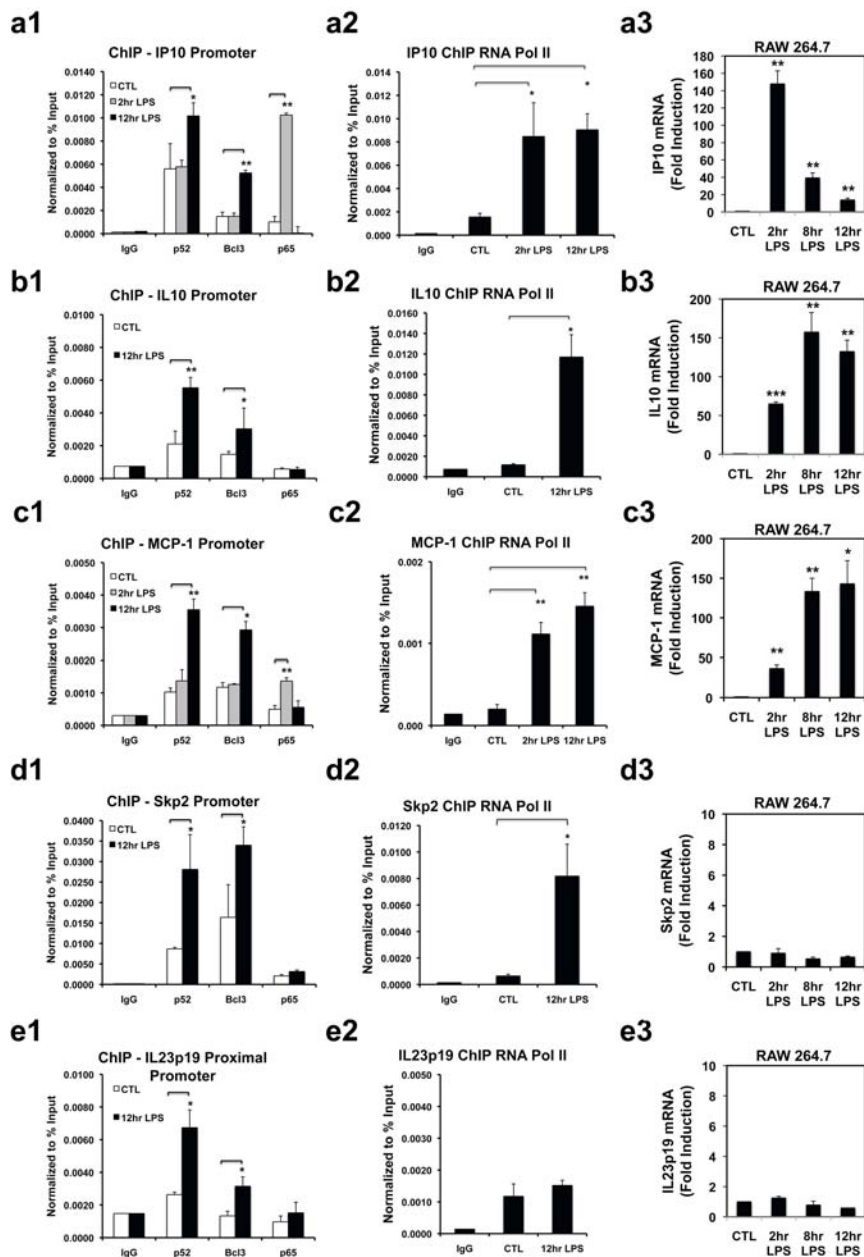 a1
ChIP - IP10 Promoter
Normalized to % Input
0.0140
0.0120
0.0100
0.0080
0.0060
0.0040
0.0020
0.0000
CTL
2hr LPS
12hr LPS
*
**
**
IgG p52 Bcl3 p65
a2
IP10 ChIP RNA Pol II
Normalized to % Input
0.014
0.012
0.010
0.008
0.006
0.004
0.002
0.000
*
*
IgG CTL 2hr LPS 12hr LPS
a3
RAW 264.7
IP10 mRNA
(Fold Induction)
180
160
140
120
100
80
60
40
20
0
**
**
**
CTL 2hr 8hr 12hr
LPS LPS LPS
b1
ChIP - IL10 Promoter
Normalized to % Input
0.0100
0.0080
0.0060
0.0040
0.0020
0.0000
CTL
12hr LPS
**
*
IgG p52 Bcl3 p65
b2
IL10 ChIP RNA Pol II
Normalized to % Input
0.0160
0.0140
0.0120
0.0100
0.0080
0.0060
0.0040
0.0020
0.0000
*
IgG CTL 12hr LPS
b3
RAW 264.7
IL10 mRNA
(Fold Induction)
200
150
100
50
0
***
**
**
CTL 2hr 8hr 12hr
LPS LPS LPS
c1
ChIP - MCP-1 Promoter
Normalized to % Input
0.0050
0.0040
0.0030
0.0020
0.0010
0.0000
CTL
2hr LPS
12hr LPS
**
*
**
IgG p52 Bcl3 p65
c2
MCP-1 ChIP RNA Pol II
Normalized to % Input
0.002
0.001
0.000
**
**
IgG CTL 2hr LPS 12hr LPS
c3
RAW 264.7
MCP-1 mRNA
(Fold Induction)
200
150
100
50
0
**
**
*
CTL 2hr 8hr 12hr
LPS LPS LPS
d1
ChIP - Skp2 Promoter
Normalized to % Input
0.0400
0.0350
0.0300
0.0250
0.0200
0.0150
0.0100
0.0050
0.0000
CTL
12hr LPS
*
*
IgG p52 Bcl3 p65
d2
Skp2 ChIP RNA Pol II
Normalized to % Input
0.0120
0.0100
0.0080
0.0060
0.0040
0.0020
0.0000
*
IgG CTL 12hr LPS
d3
RAW 264.7
Skp2 mRNA
(Fold Induction)
10
8
6
4
2
0
CTL 2hr 8hr 12hr
LPS LPS LPS
e1
ChIP - IL23p19 Proximal
Promoter
Normalized to % Input
0.0100
0.0080
0.0060
0.0040
0.0020
0.0000
CTL
12hr LPS
*
*
IgG p52 Bcl3 p65
e2
IL23p19 ChIP RNA Pol II
Normalized to % Input
0.0050
0.0040
0.0030
0.0020
0.0010
0.0000
IgG CTL 12hr LPS
e3
RAW 264.7
IL23p19 mRNA
(Fold Induction)
10
8
6
4
2
0
CTL 2hr 8hr 12hr
LPS LPS LPS